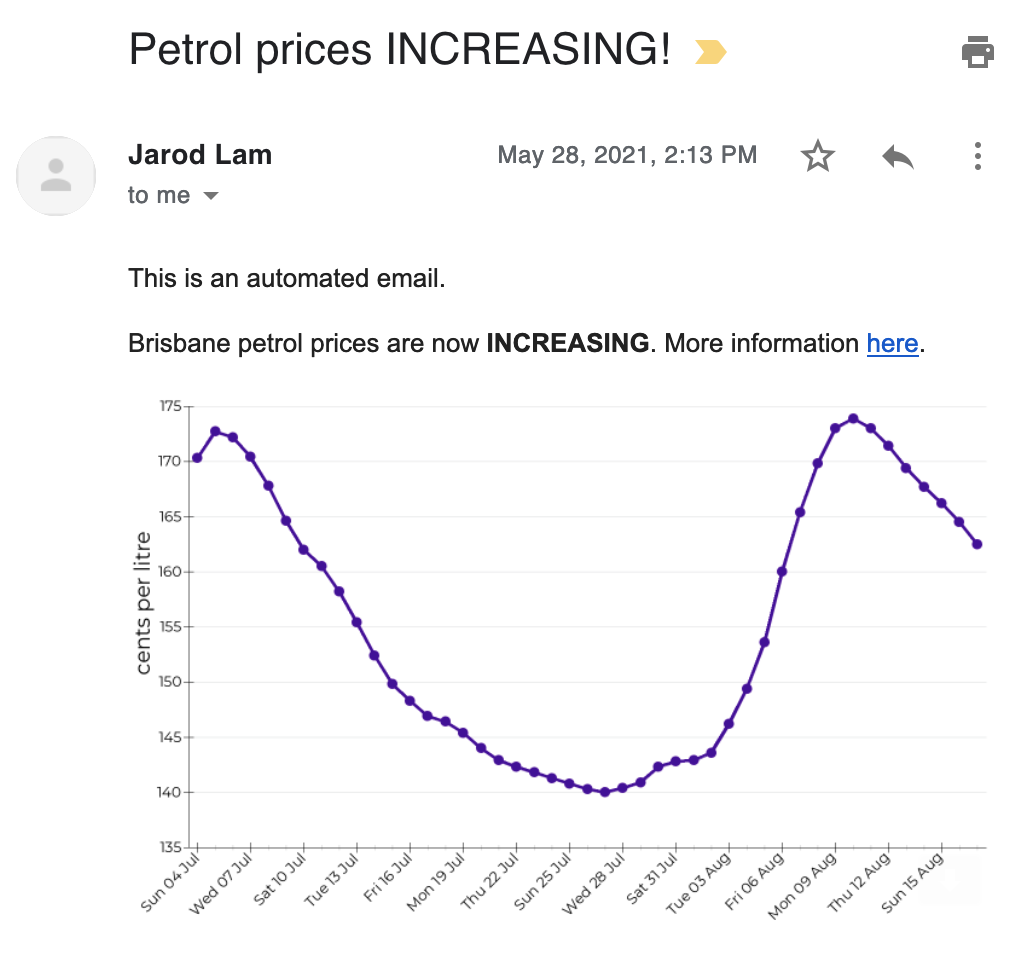 Petrol prices INCREASING!
Jarod Lam
May 28, 2021, 2:13 PM
to me
This is an automated email.
Brisbane petrol prices are now INCREASING. More information here.
cents per litre
175
170
165
160
155
150
145
140
135
Sun 04 Jul
Wed 07 Jul
Sat 10 Jul
Tue 13 Jul
Fri 16 Jul
Mon 19 Jul
Thu 22 Jul
Sun 25 Jul
Wed 28 Jul
Sat 31 Jul
Tue 03 Aug
Fri 06 Aug
Mon 09 Aug
Thu 12 Aug
Sun 15 Aug